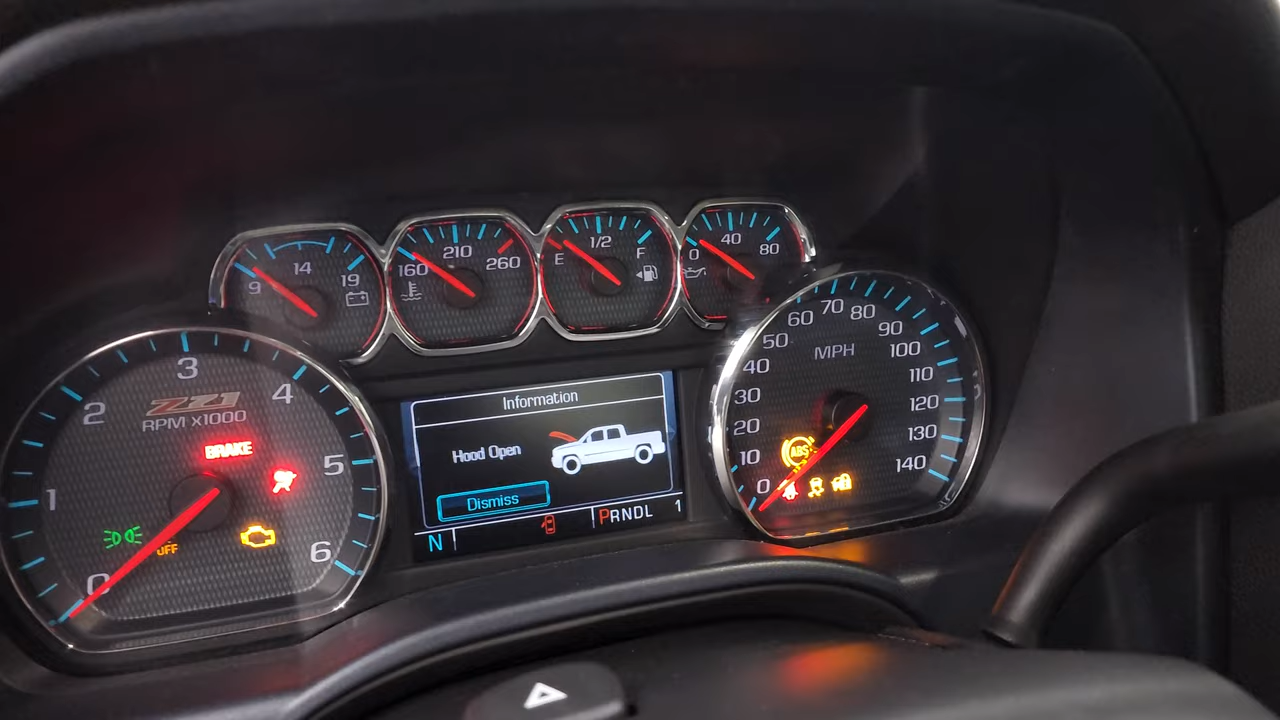 14
9
19
210
160
260
1/2
E
F
40
0
80
3
2
4
Z71
RPM X1000
BRAKE
1
5
OFF
6
0
Information
Hood Open
Dismiss
N
PRNDL
1
70
60
80
50
90
MPH
40
100
30
110
20
120
ABS
10
130
0
140